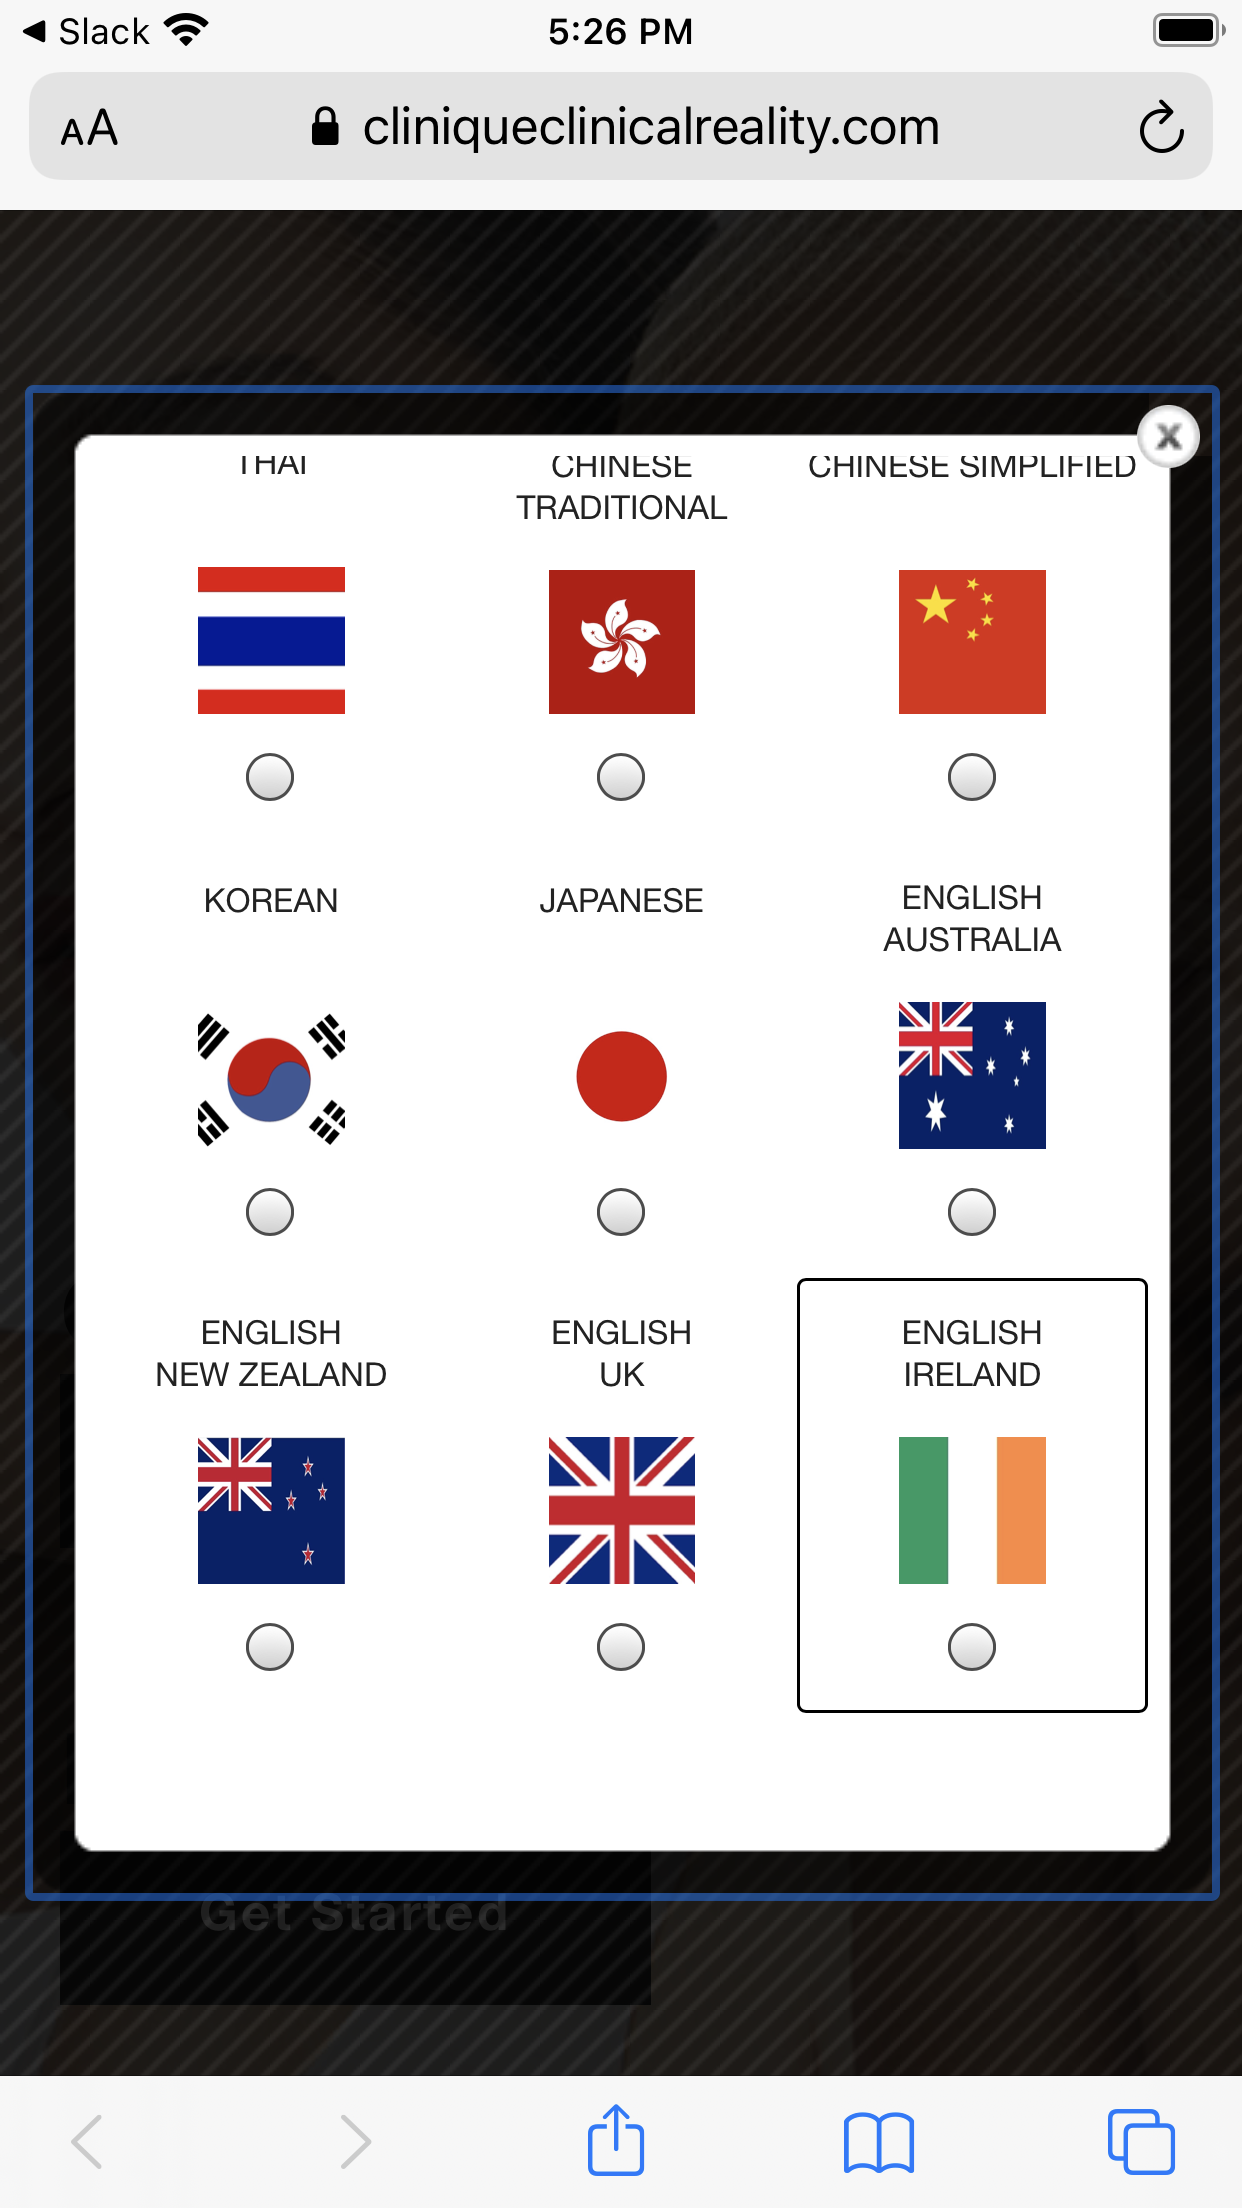 Slack 5:26 PM
AA cliniqueclinicalreality.com
THAI
CHINESE
TRADITIONAL
CHINESE SIMPLIFIED
KOREAN
JAPANESE
ENGLISH
AUSTRALIA
ENGLISH
NEW ZEALAND
ENGLISH
UK
ENGLISH
IRELAND
Get Started